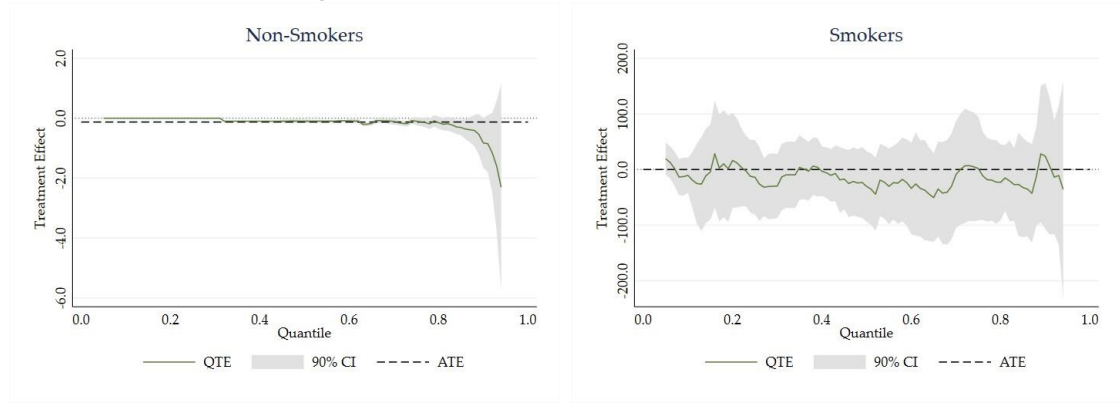 Non-Smokers
Treatment Effect
2.0
0.0
-2.0
-4.0
-6.0
0.0 0.2 0.4 0.6 0.8 1.0
Quantile
QTE 90% CI ATE
Smokers
Treatment Effect
200.0
100.0
0.0
-100.0
-200.0
0.0 0.2 0.4 0.6 0.8 1.0
Quantile
QTE 90% CI ATE